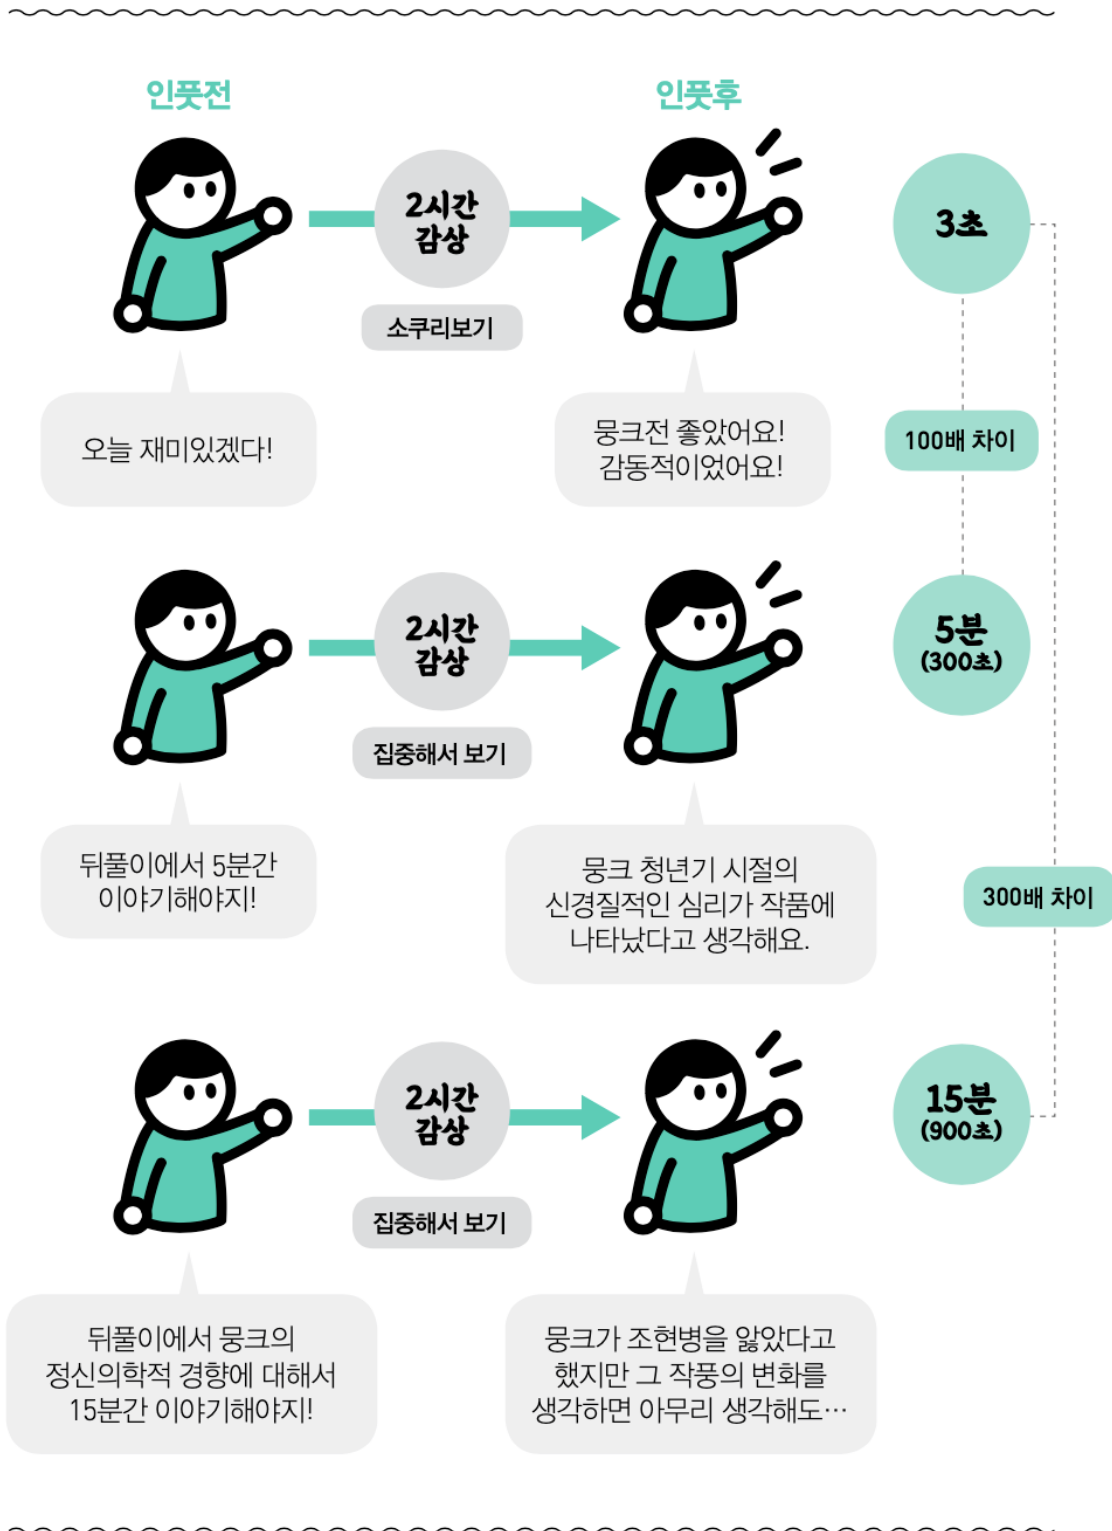 인풋전
인풋후
2시간
감상
3초
소쿠리보기
오늘 재미있겠다!
뭉크전 좋았어요!
감동적이었어요!
100배 차이
2시간
감상
5분
(300초)
집중해서 보기
뒤풀이에서 5분간
이야기해야지!
뭉크 청년기 시절의
신경질적인 심리가 작품에
나타났다고 생각해요.
300배 차이
2시간
감상
15분
(900초)
집중해서 보기
뒤풀이에서 뭉크의
정신의학적 경향에 대해서
15분간 이야기해야지!
뭉크가 조현병을 앓았다고
했지만 그 작풍의 변화를
생각하면 아무리 생각해도…